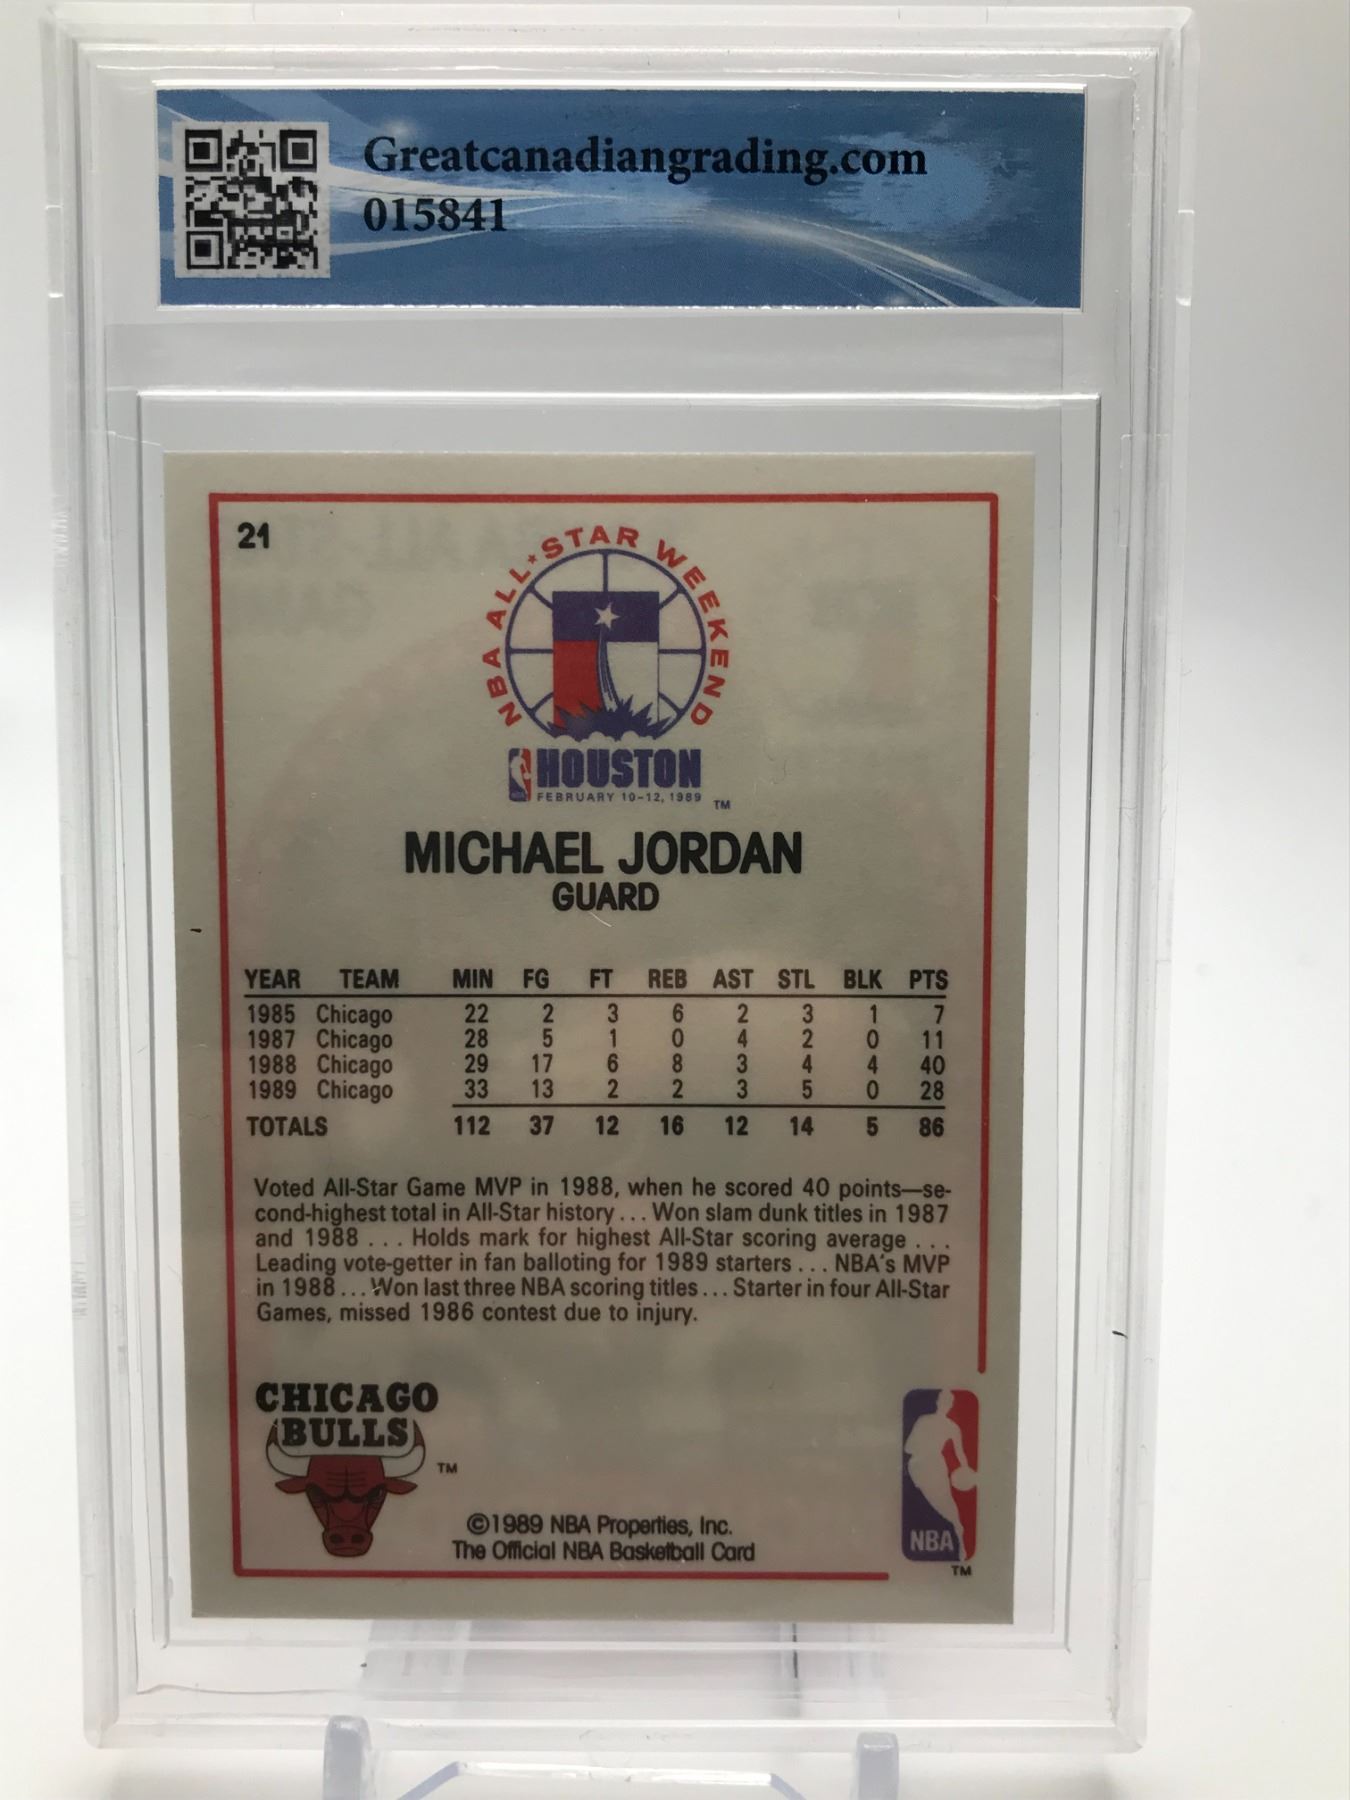 Greatcanadiangrading.com
015841
21
NBA ALL★STAR WEEKEND
HOUSTON
FEBRUARY 10-12, 1989 TM
MICHAEL JORDAN
GUARD
YEAR TEAM MIN FG FT REB AST STL BLK PTS
1985 Chicago 22 2 3 6 2 3 1 7
1987 Chicago 28 5 1 0 4 2 0 11
1988 Chicago 29 17 6 8 3 4 4 40
1989 Chicago 33 13 2 2 3 5 0 28
TOTALS 112 37 12 16 12 14 5 86
Voted All-Star Game MVP in 1988, when he scored 40 points—se-
cond-highest total in All-Star history . . . Won slam dunk titles in 1987
and 1988 . . . Holds mark for highest All-Star scoring average . . .
Leading vote-getter in fan balloting for 1989 starters . . . NBA's MVP
in 1988 . . . Won last three NBA scoring titles . . . Starter in four All-Star
Games, missed 1986 contest due to injury.
CHICAGO
BULLS
TM
©1989 NBA Properties, Inc.
The Official NBA Basketball Card
NBA
TM